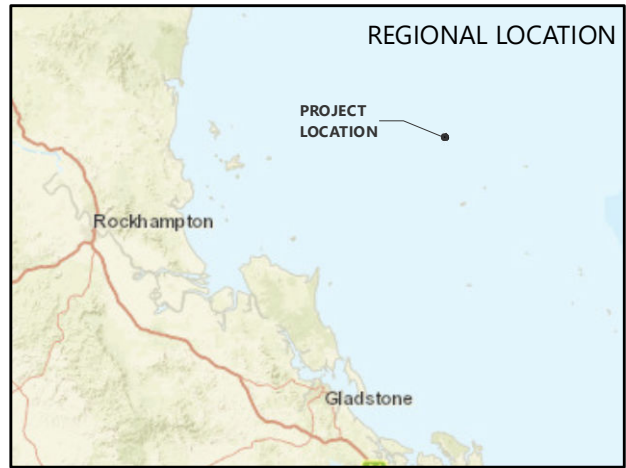 REGIONAL LOCATION
PROJECT
LOCATION
Rockhampton
Gladstone